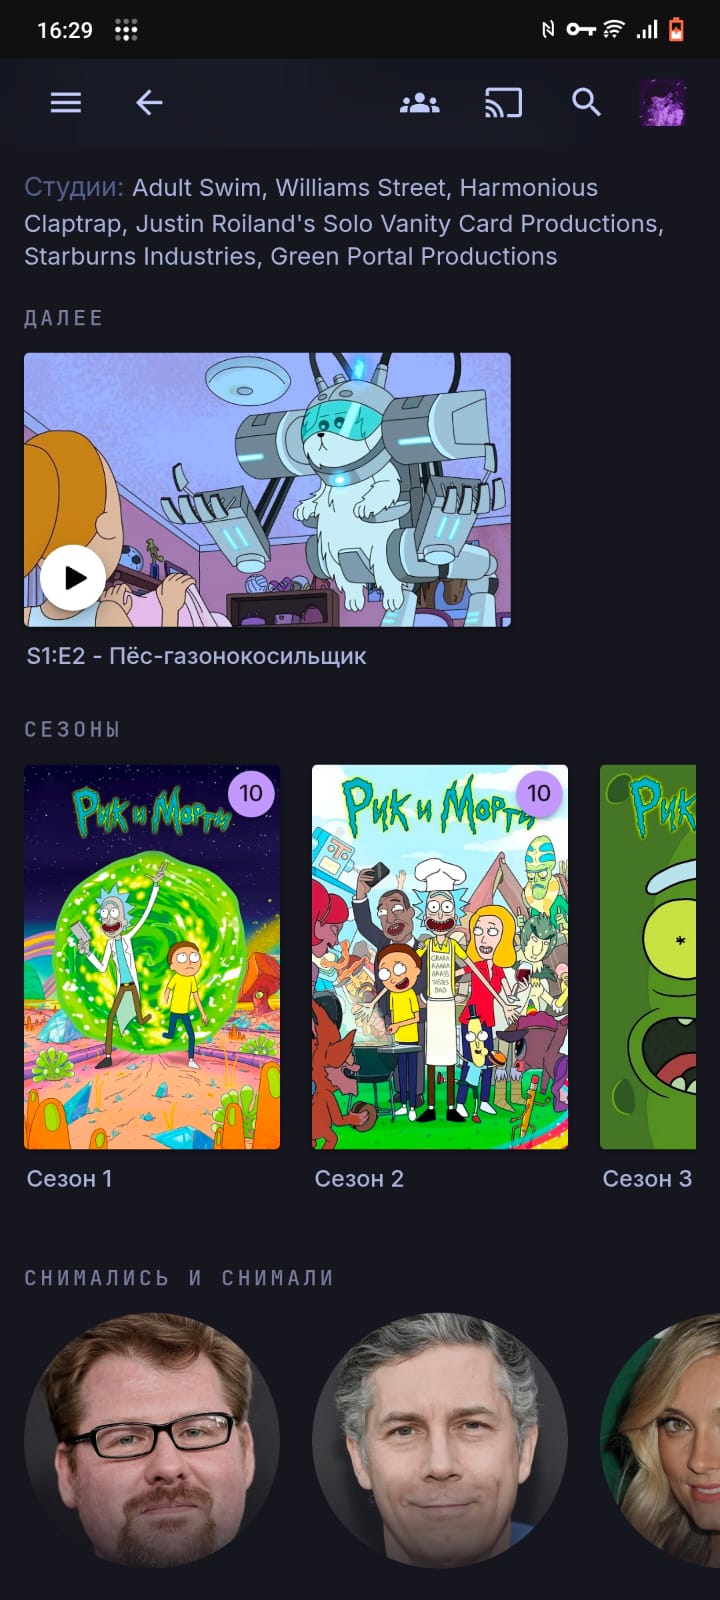 16:29
Студии: Adult Swim, Williams Street, Harmonious
Claptrap, Justin Roiland's Solo Vanity Card Productions,
Starburns Industries, Green Portal Productions
ДАЛЕЕ
S1:E2 - Пёс-газонокосильщик
СЕЗОНЫ
Рик и Морти
10
Рик и Морти
10
Рик
Сезон 1
Сезон 2
Сезон 3
СНИМАЛИСЬ И СНИМАЛИ